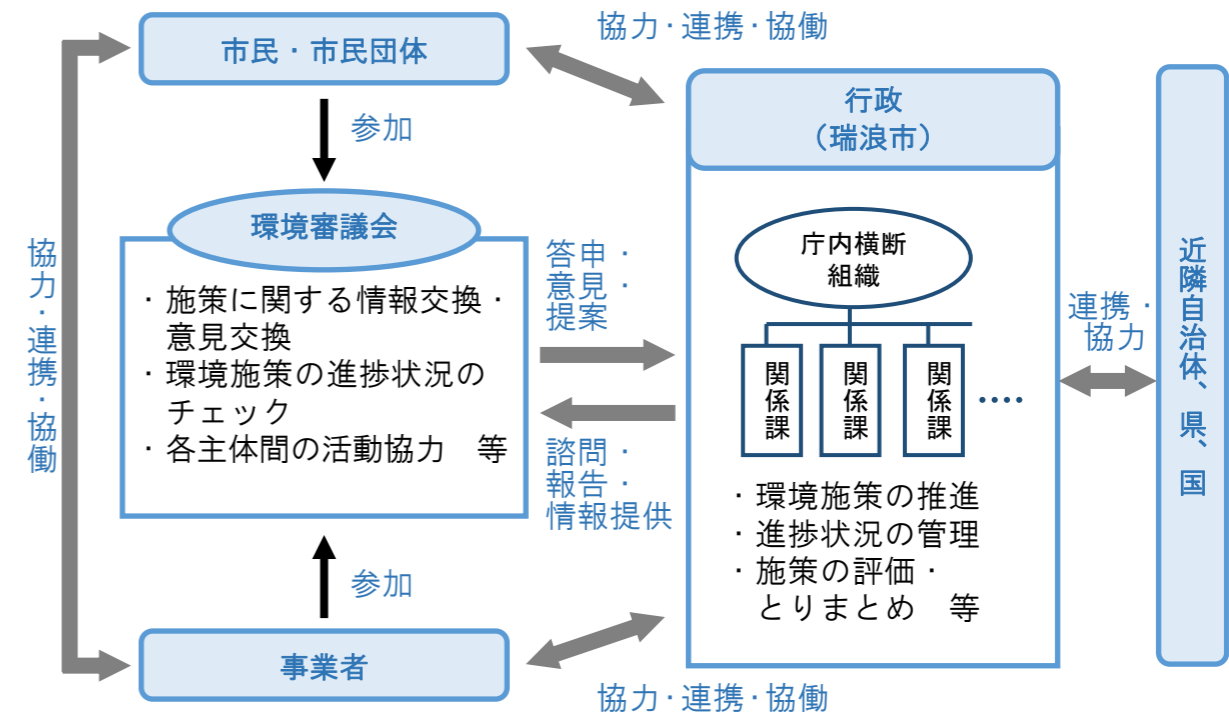 市民・市民団体
協力・連携・協働
行政
（瑞浪市）
参加
環境審議会
・施策に関する情報交換・
意見交換
・環境施策の進捗状況の
チェック
・各主体間の活動協力　等
協力・連携・協働
答申・
意見・
提案
諮問・
報告・
情報提供
庁内横断
組織
関係課
関係課
関係課
‥‥
・環境施策の推進
・進捗状況の管理
・施策の評価・
とりまとめ　等
連携・
協力
近隣自治体、県、国
参加
事業者
協力・連携・協働